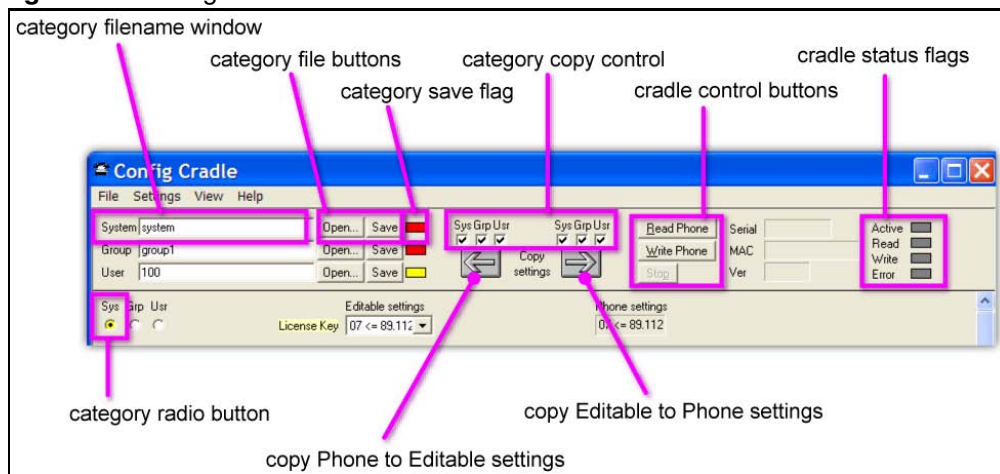 category filename window
category file buttons
category copy control
cradle status flags
category save flag
cradle control buttons
Config Cradle
File Settings View Help
System system Open... Save Sys Grp Usr Sys Grp Usr Read Phone Serial Active
Group group1 Open... Save Copy settings Write Phone MAC Read
User 100 Open... Save Stop Ver Write
Error
Sys Grp Usr Editable settings Phone settings
License Key 07 <= 89.112 07 <= 89.112
category radio button
copy Editable to Phone settings
copy Phone to Editable settings